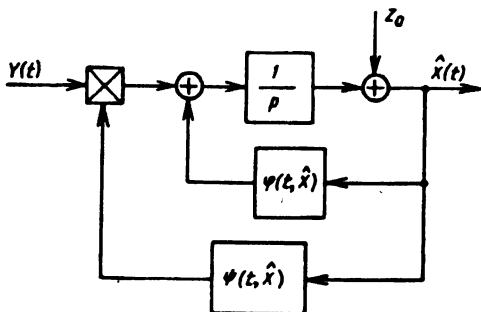 z₀
Y(t)
1
p
x̂(t)
φ(t, x̂)
ψ(t, x̂)